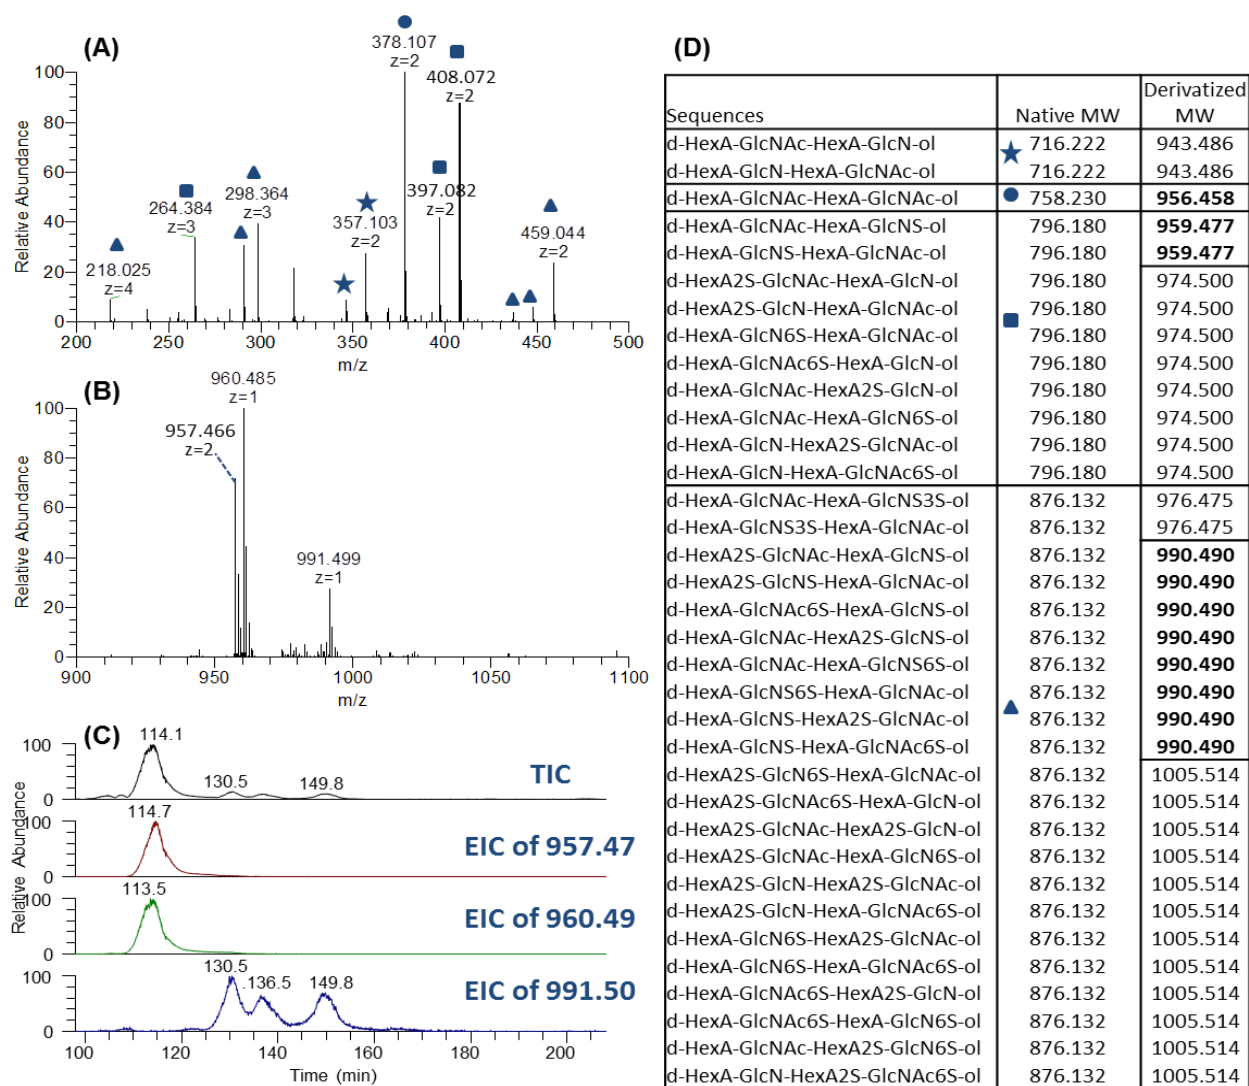 (A)
378.107
z=2
408.072
z=2
298.364
z=3
264.384
z=3
397.082
z=2
357.103
z=2
459.044
z=2
218.025
z=4
100
80
60
40
20
0
Relative Abundance
200 300 400 500
m/z
(B)
960.485
z=1
957.466
z=2
991.499
z=1
100
80
60
40
20
0
Relative Abundance
900 950 1000 1050 1100
m/z
(C)
100
0
114.1
130.5
149.8
TIC
100
0
114.7
EIC of 957.47
100
0
113.5
EIC of 960.49
100
0
130.5
136.5
149.8
EIC of 991.50
Relative Abundance
100 120 140 160 180 200
Time (min)
(D)
Sequences Native MW Derivatized MW
d-HexA-GlcNAc-HexA-GlcN-ol 716.222 943.486
d-HexA-GlcN-HexA-GlcNAc-ol 716.222 943.486
d-HexA-GlcNAc-HexA-GlcNAc-ol 758.230 956.458
d-HexA-GlcNAc-HexA-GlcNS-ol 796.180 959.477
d-HexA-GlcNS-HexA-GlcNAc-ol 796.180 959.477
d-HexA2S-GlcNAc-HexA-GlcN-ol 796.180 974.500
d-HexA2S-GlcN-HexA-GlcNAc-ol 796.180 974.500
d-HexA-GlcN6S-HexA-GlcNAc-ol 796.180 974.500
d-HexA-GlcNAc6S-HexA-GlcN-ol 796.180 974.500
d-HexA-GlcNAc-HexA2S-GlcN-ol 796.180 974.500
d-HexA-GlcNAc-HexA-GlcN6S-ol 796.180 974.500
d-HexA-GlcN-HexA2S-GlcNAc-ol 796.180 974.500
d-HexA-GlcN-HexA-GlcNAc6S-ol 796.180 974.500
d-HexA-GlcNAc-HexA-GlcNS3S-ol 876.132 976.475
d-HexA-GlcNS3S-HexA-GlcNAc-ol 876.132 976.475
d-HexA2S-GlcNAc-HexA-GlcNS-ol 876.132 990.490
d-HexA2S-GlcNS-HexA-GlcNAc-ol 876.132 990.490
d-HexA-GlcNAc6S-HexA-GlcNS-ol 876.132 990.490
d-HexA-GlcNAc-HexA2S-GlcNS-ol 876.132 990.490
d-HexA-GlcNAc-HexA-GlcNS6S-ol 876.132 990.490
d-HexA-GlcNS6S-HexA-GlcNAc-ol 876.132 990.490
d-HexA-GlcNS-HexA2S-GlcNAc-ol 876.132 990.490
d-HexA-GlcNS-HexA-GlcNAc6S-ol 876.132 990.490
d-HexA2S-GlcN6S-HexA-GlcNAc-ol 876.132 1005.514
d-HexA2S-GlcNAc6S-HexA-GlcN-ol 876.132 1005.514
d-HexA2S-GlcNAc-HexA2S-GlcN-ol 876.132 1005.514
d-HexA2S-GlcNAc-HexA-GlcN6S-ol 876.132 1005.514
d-HexA2S-GlcN-HexA2S-GlcNAc-ol 876.132 1005.514
d-HexA2S-GlcN-HexA-GlcNAc6S-ol 876.132 1005.514
d-HexA-GlcN6S-HexA2S-GlcNAc-ol 876.132 1005.514
d-HexA-GlcN6S-HexA-GlcNAc6S-ol 876.132 1005.514
d-HexA-GlcNAc6S-HexA2S-GlcN-ol 876.132 1005.514
d-HexA-GlcNAc6S-HexA-GlcN6S-ol 876.132 1005.514
d-HexA-GlcNAc-HexA2S-GlcN6S-ol 876.132 1005.514
d-HexA-GlcN-HexA2S-GlcNAc6S-ol 876.132 1005.514